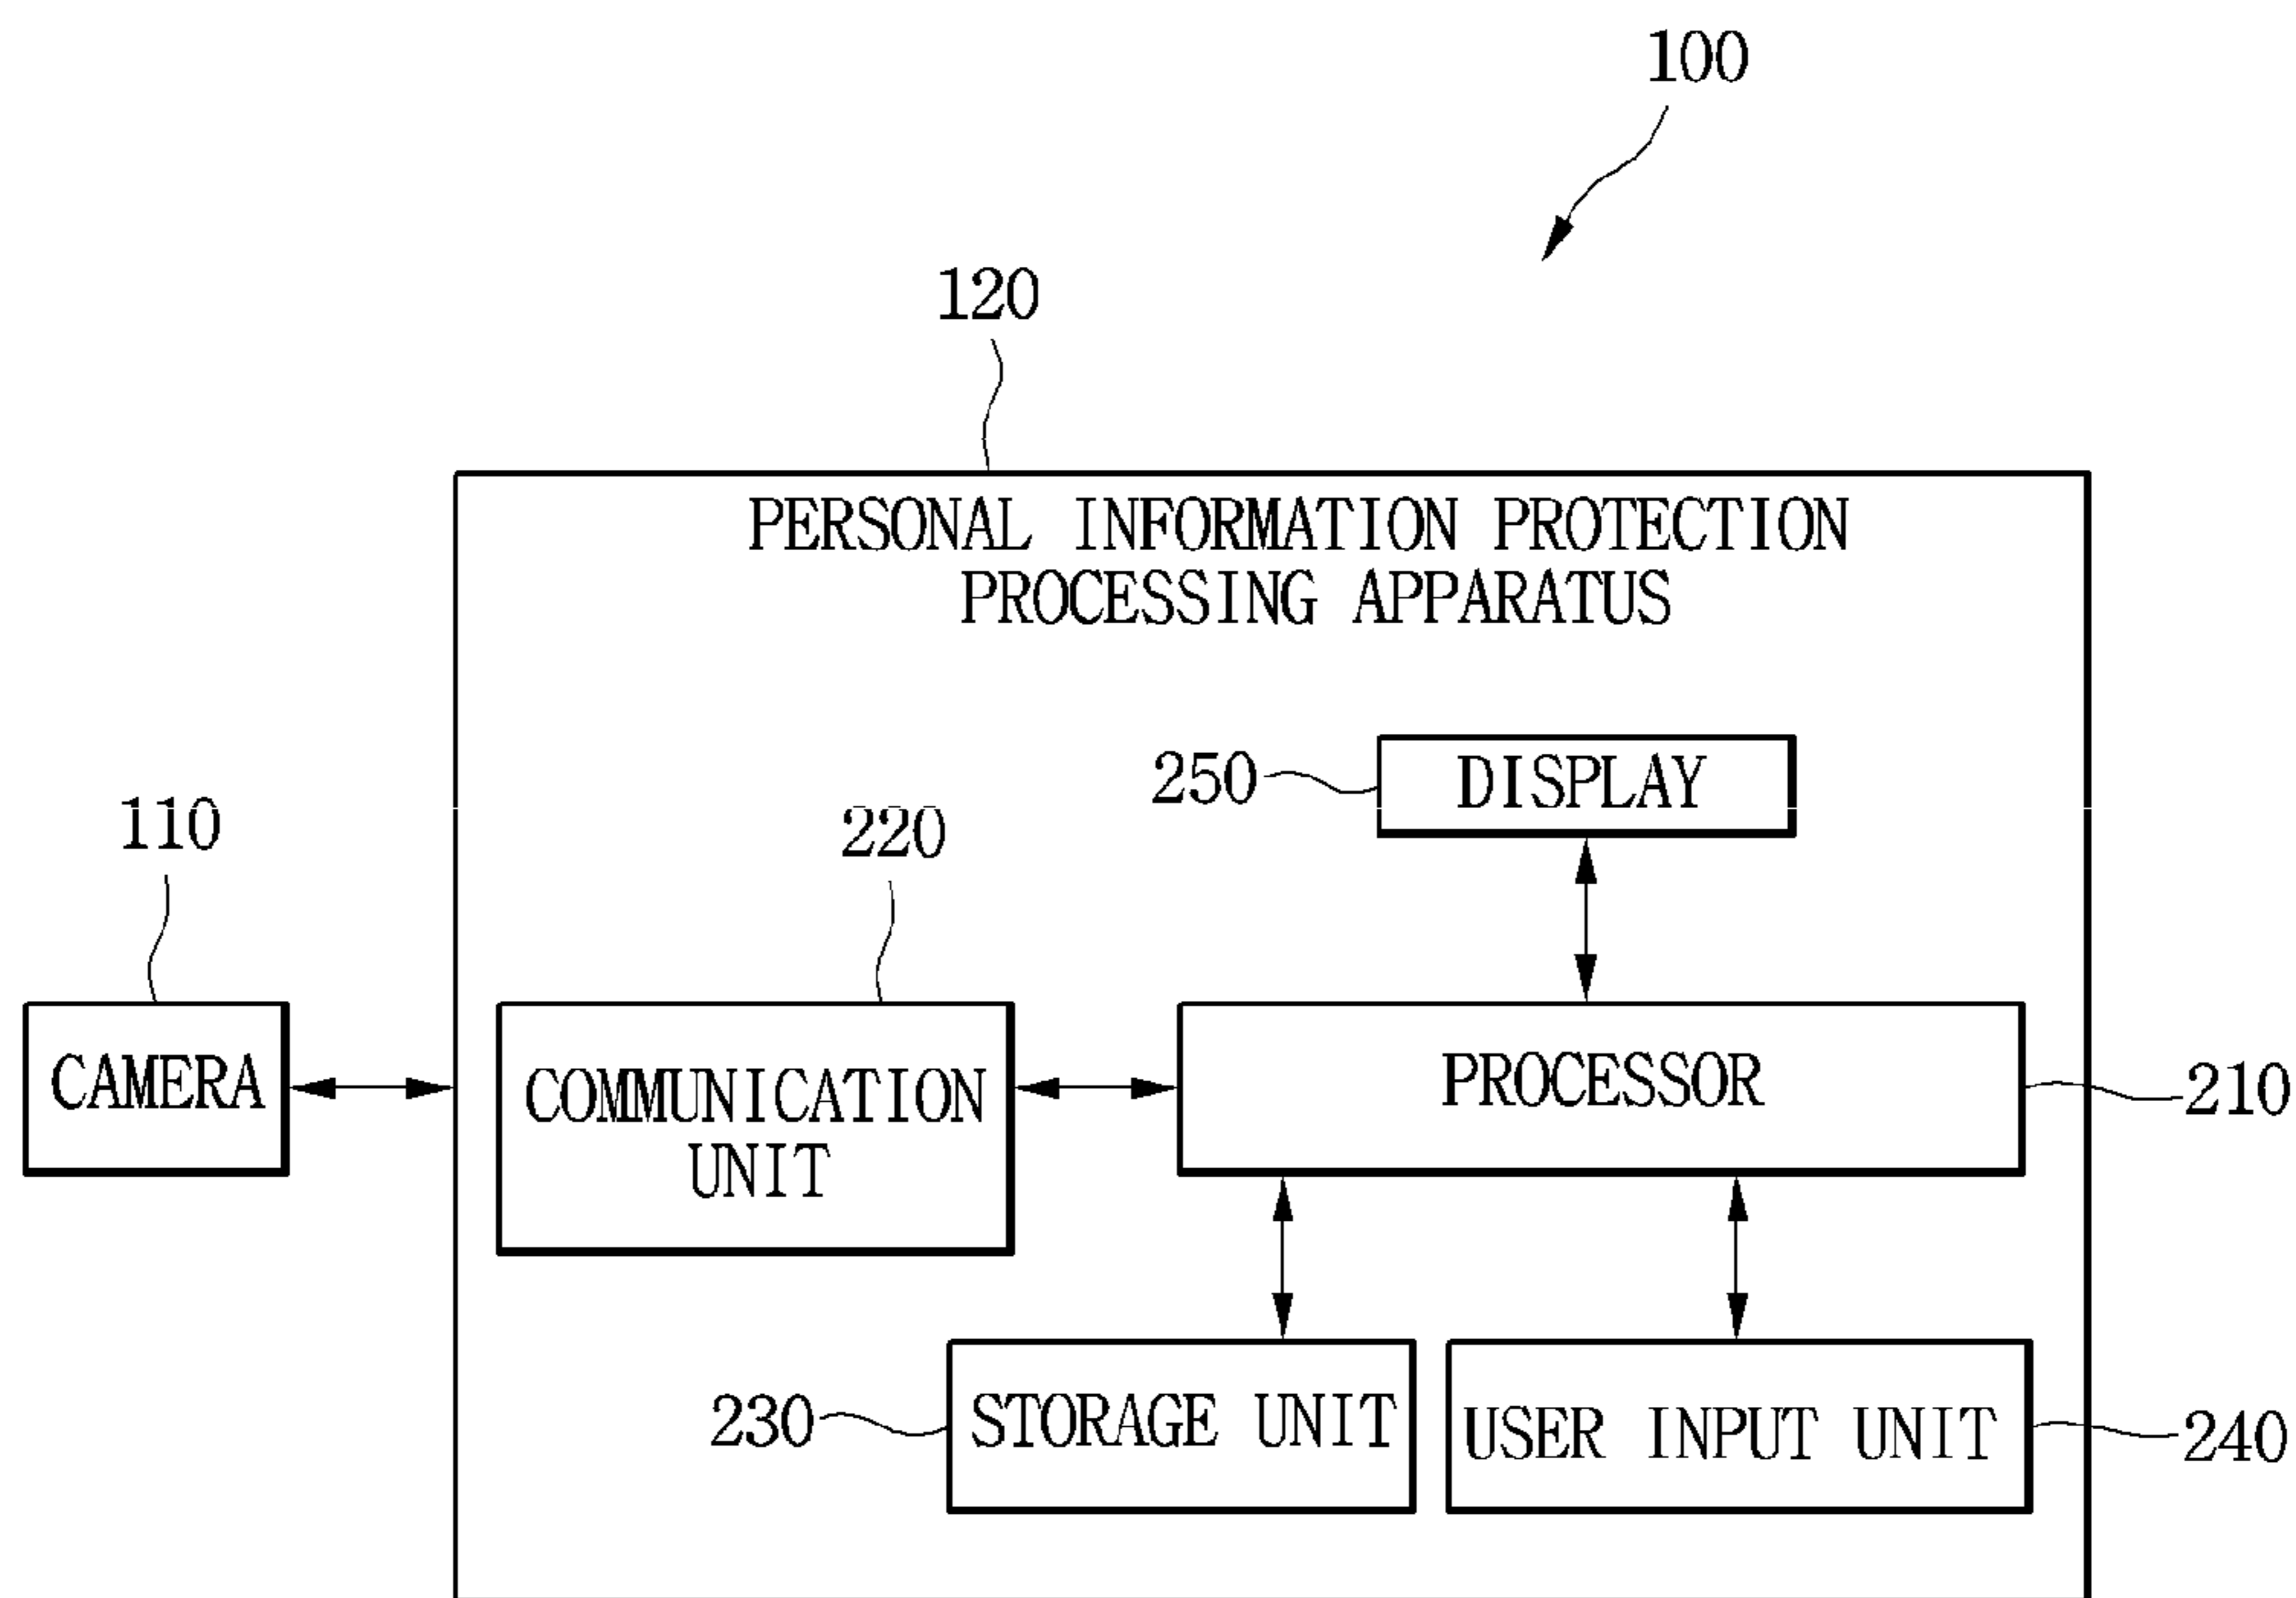 100
120
PERSONAL INFORMATION PROTECTION
PROCESSING APPARATUS
250
DISPLAY
110
220
CAMERA
COMMUNICATION
UNIT
PROCESSOR
210
230
STORAGE UNIT
USER INPUT UNIT
240